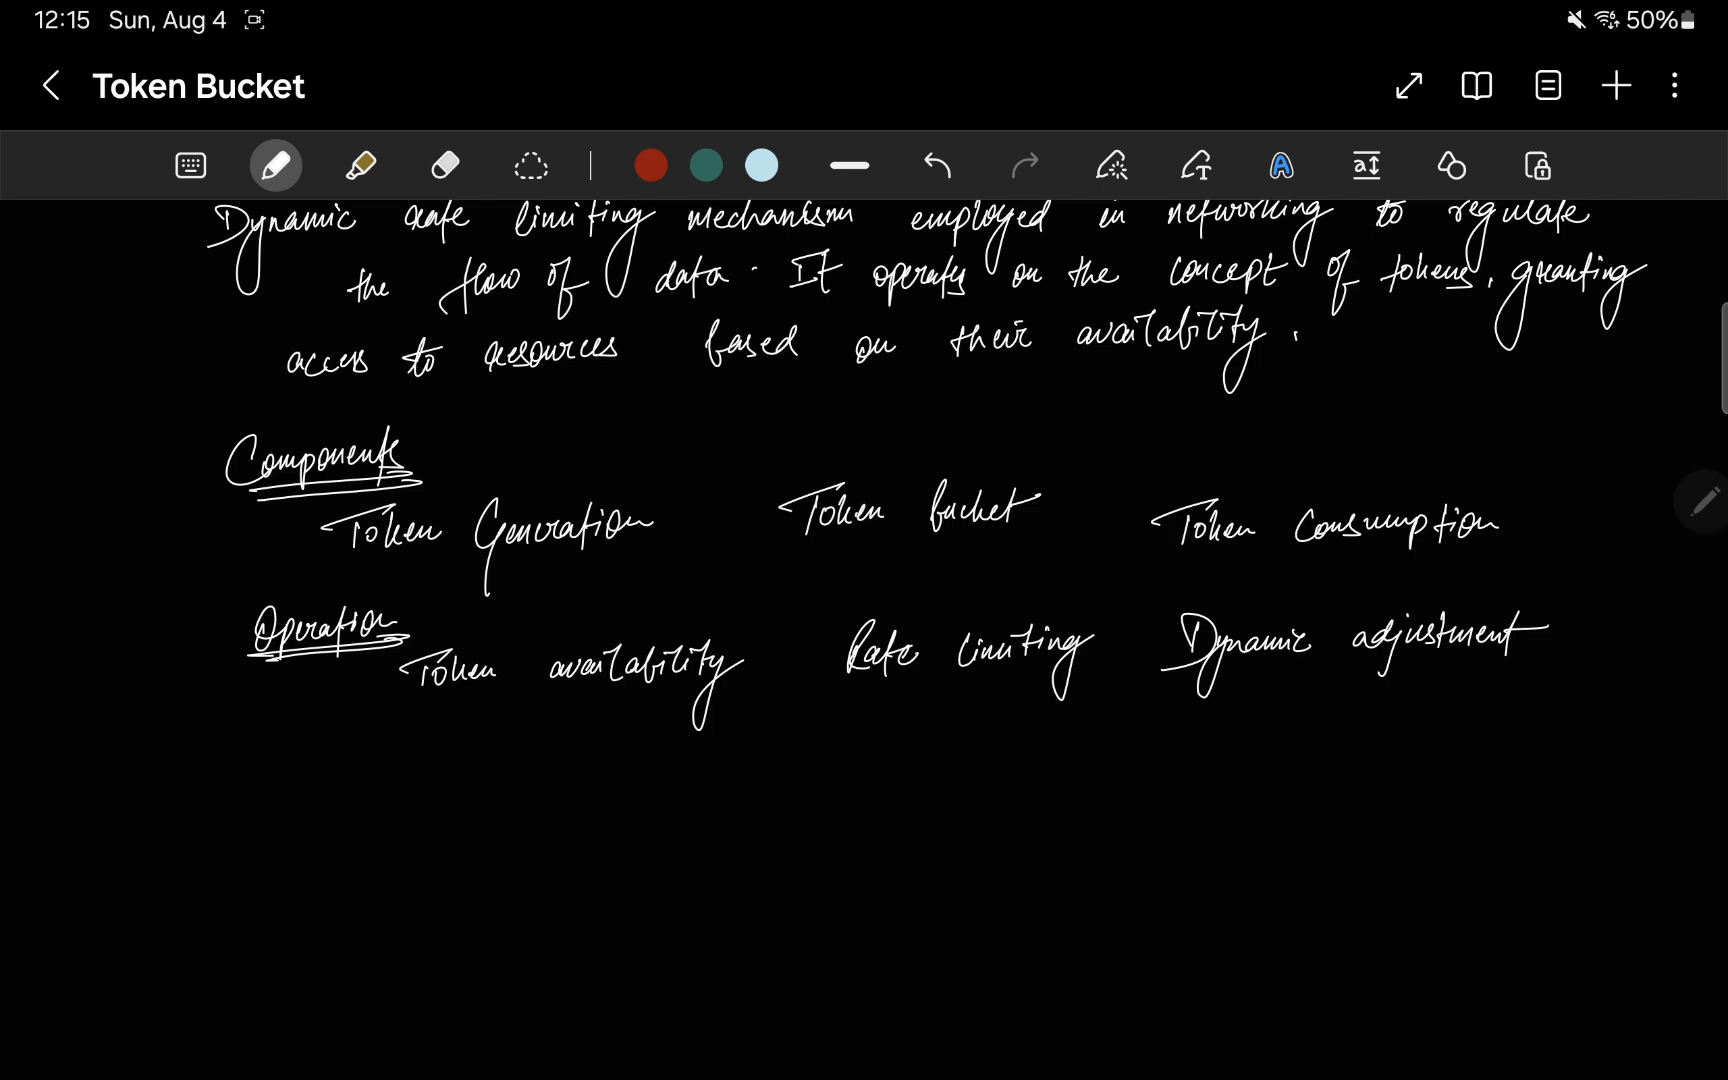 12:15 Sun, Aug 4 50%
Token Bucket
Dynamic rate limiting mechanism employed in networking to regulate
the flow of data. It operates on the concept of tokens, granting
access to resources based on their availability.
Components
Token Generation Token bucket Token Consumption
Operation
Token availability Rate limiting Dynamic adjustment